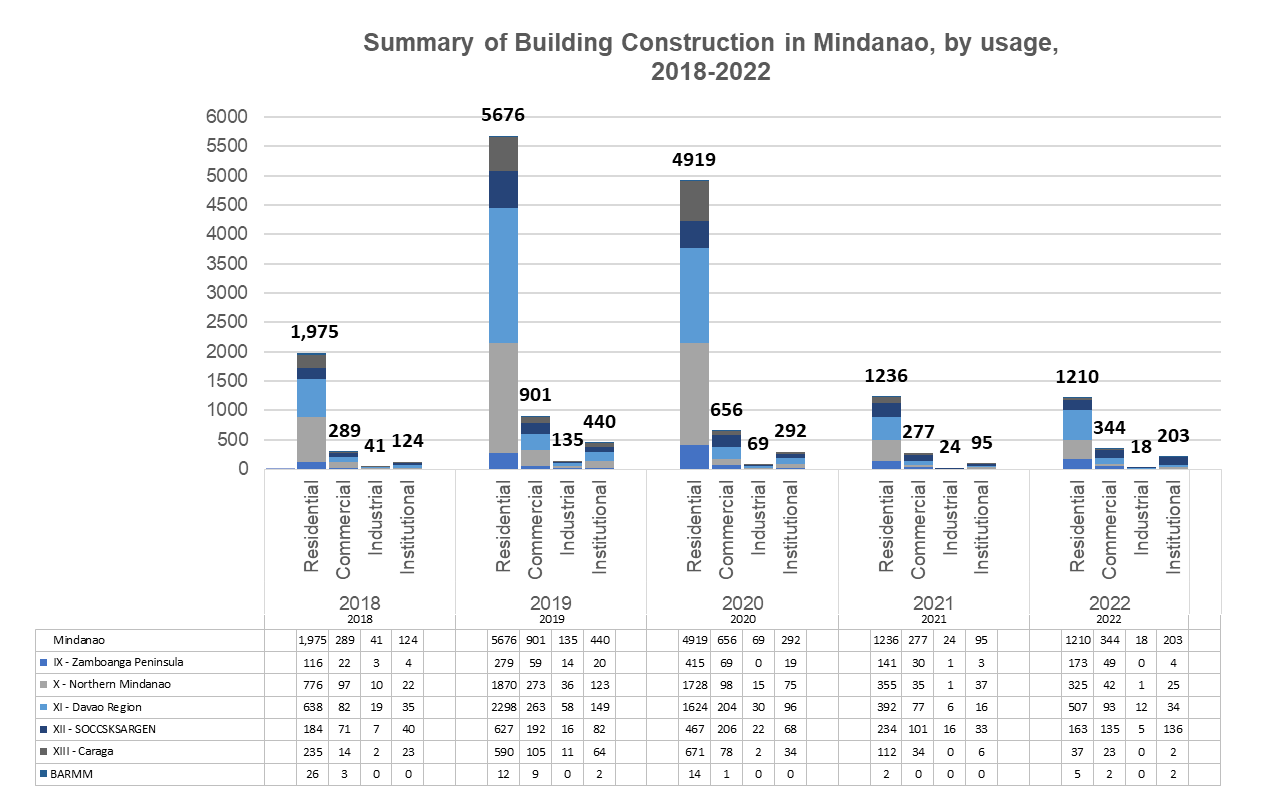 Summary of Building Construction in Mindanao, by usage,
2018-2022
6000
5500
5000
4500
4000
3500
3000
2500
2000
1500
1000
500
0
1,975 289 41 124
5676 901 135 440
4919 656 69 292
1236 277 24 95
1210 344 18 203
Residential Commercial Industrial Institutional Residential Commercial Industrial Institutional Residential Commercial Industrial Institutional Residential Commercial Industrial Institutional Residential Commercial Industrial Institutional
2018 2019 2020 2021 2022
2018 2019 2020 2021 2022
Mindanao 1,975 289 41 124 5676 901 135 440 4919 656 69 292 1236 277 24 95 1210 344 18 203
IX - Zamboanga Peninsula 116 22 3 4 279 59 14 20 415 69 0 19 141 30 1 3 173 49 0 4
X - Northern Mindanao 776 97 10 22 1870 273 36 123 1728 98 15 75 355 35 1 37 325 42 1 25
XI - Davao Region 638 82 19 35 2298 263 58 149 1624 204 30 96 392 77 6 16 507 93 12 34
XII - SOCCSKSARGEN 184 71 7 40 627 192 16 82 467 206 22 68 234 101 16 33 163 135 5 136
XIII - Caraga 235 14 2 23 590 105 11 64 671 78 2 34 112 34 0 6 37 23 0 2
BARMM 26 3 0 0 12 9 0 2 14 1 0 0 2 0 0 0 5 2 0 2